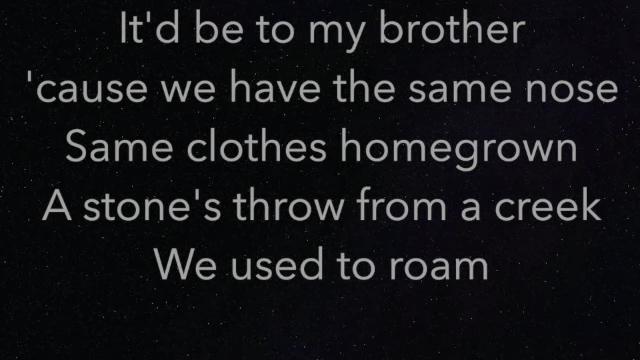 It'd be to my brother
'cause we have the same nose
Same clothes homegrown
A stone's throw from a creek
We used to roam